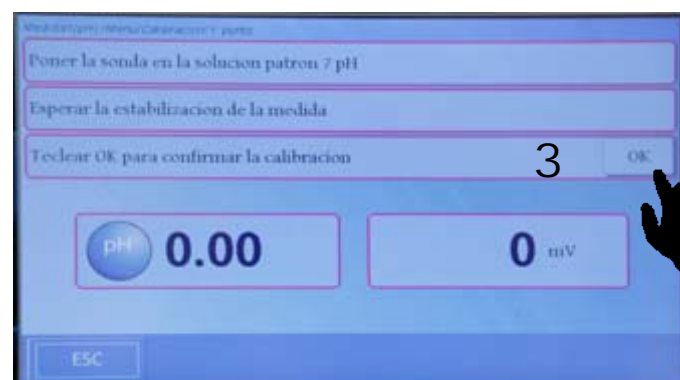 Poner la sonda en la solucion patron 7 pH
Esperar la estabilizacion de la medida
Teclear OK para confirmar la calibracion
3
OK
pH
0.00
0 mV
ESC